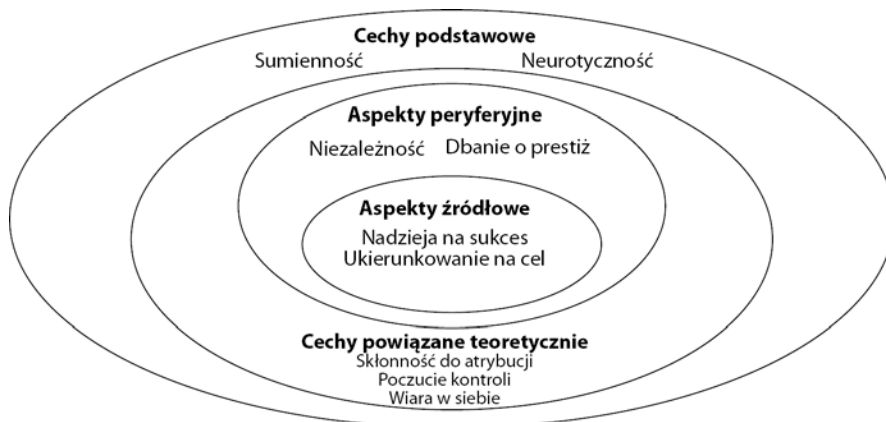 Cechy podstawowe
Sumienność Neurotyczność
Aspekty peryferyjne
Niezależność Dbanie o prestiż
Aspekty źródłowe
Nadzieja na sukces
Ukierunkowanie na cel
Cechy powiązane teoretycznie
Skłonność do atrybucji
Poczucie kontroli
Wiara w siebie